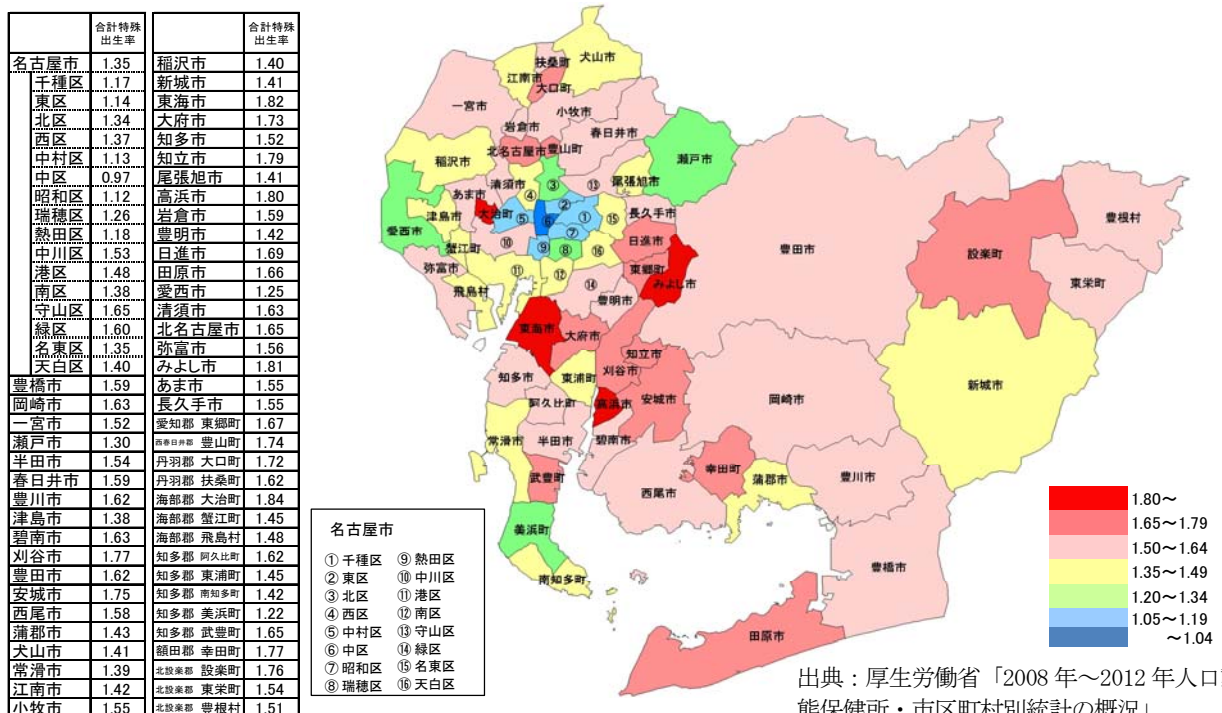 合計特殊
出生率
名古屋市 1.35
千種区 1.17
東区 1.14
北区 1.34
西区 1.37
中村区 1.13
中区 0.97
昭和区 1.12
瑞穂区 1.26
熱田区 1.18
中川区 1.53
港区 1.48
南区 1.38
守山区 1.65
緑区 1.60
名東区 1.35
天白区 1.40
豊橋市 1.59
岡崎市 1.63
一宮市 1.52
瀬戸市 1.30
半田市 1.54
春日井市 1.59
豊川市 1.62
津島市 1.38
碧南市 1.63
刈谷市 1.77
豊田市 1.62
安城市 1.75
西尾市 1.58
蒲郡市 1.43
犬山市 1.41
常滑市 1.39
江南市 1.42
小牧市 1.55
合計特殊
出生率
稲沢市 1.40
新城市 1.41
東海市 1.82
大府市 1.73
知多市 1.52
知立市 1.79
尾張旭市 1.41
高浜市 1.80
岩倉市 1.59
豊明市 1.42
日進市 1.69
田原市 1.66
愛西市 1.25
清須市 1.63
北名古屋市 1.65
弥富市 1.56
みよし市 1.81
あま市 1.55
長久手市 1.55
愛知郡 東郷町 1.67
西春日井郡 豊山町 1.74
丹羽郡 大口町 1.72
丹羽郡 扶桑町 1.62
海部郡 大治町 1.84
海部郡 蟹江町 1.45
海部郡 飛島村 1.48
知多郡 阿久比町 1.62
知多郡 東浦町 1.45
知多郡 南知多町 1.42
知多郡 美浜町 1.22
知多郡 武豊町 1.65
額田郡 幸田町 1.77
北設楽郡 設楽町 1.76
北設楽郡 東栄町 1.54
北設楽郡 豊根村 1.51
犬山市
扶桑町
江南市
大口町
一宮市
小牧市
岩倉市
春日井市
北名古屋市
豊山町
瀬戸市
稲沢市
清須市
③
⑬
尾張旭市
④
あま市
②
津島市
大治町
⑤
⑥
①
⑮
長久手市
豊根村
愛西市
⑦
蟹江町
⑩
⑨
⑧
⑯
日進市
豊田市
設楽町
弥富市
⑪
⑫
東郷町
みよし市
東栄町
飛島村
⑭
豊明市
東海市
大府市
知立市
知多市
東浦町
刈谷市
新城市
阿久比町
高浜市
安城市
岡崎市
常滑市
半田市
碧南市
幸田町
武豊町
蒲郡市
豊川市
西尾市
美浜町
豊橋市
南知多町
田原市
名古屋市
① 千種区 ⑨ 熱田区
② 東区 ⑩ 中川区
③ 北区 ⑪ 港区
④ 西区 ⑫ 南区
⑤ 中村区 ⑬ 守山区
⑥ 中区 ⑭ 緑区
⑦ 昭和区 ⑮ 名東区
⑧ 瑞穂区 ⑯ 天白区
1.80～
1.65～1.79
1.50～1.64
1.35～1.49
1.20～1.34
1.05～1.19
～1.04
出典：厚生労働省「2008 年～2012 年人口
態保健所・市区町村別統計の概況」